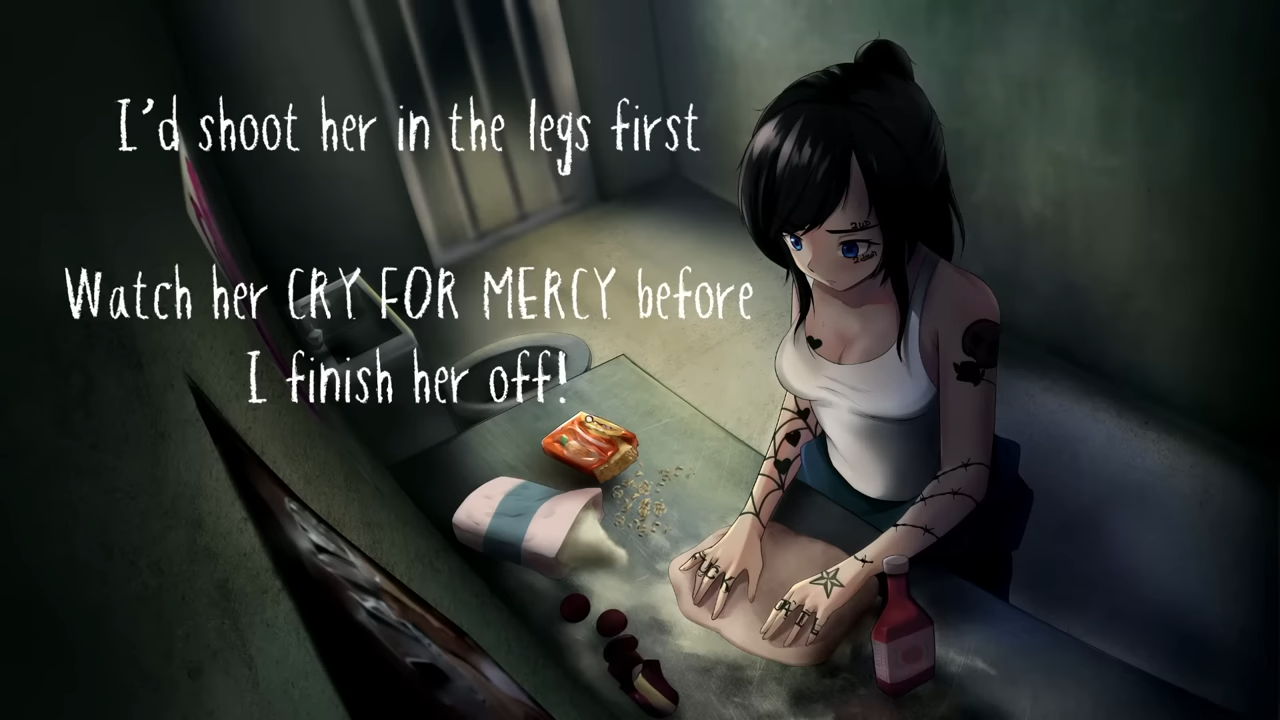 I'd shoot her in the legs first
Watch her CRY FOR MERCY before
I finish her off!